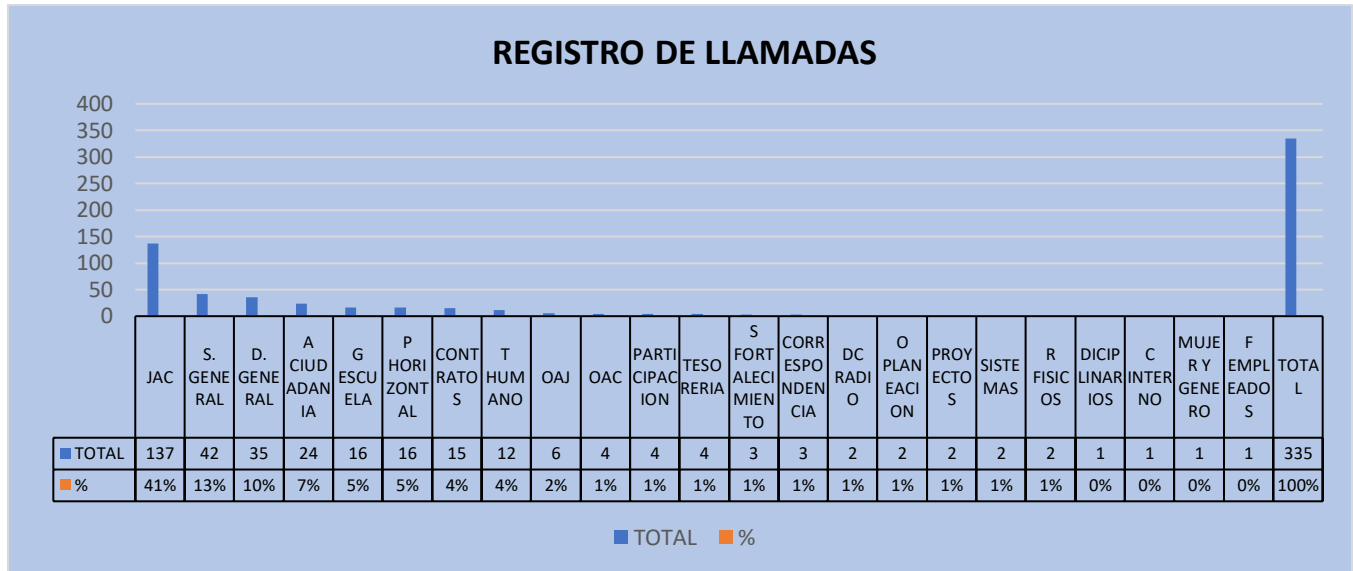 REGISTRO DE LLAMADAS
400
350
300
250
200
150
100
50
0
JAC
S.
GENE
RAL
D.
GENE
RAL
A
CIUD
ADAN
IA
G
ESCU
ELA
P
HORI
ZONT
AL
CONT
RATO
S
T
HUM
ANO
OAJ
OAC
PARTI
CIPAC
ION
TESO
RERIA
S
FORT
ALECI
MIEN
TO
CORR
ESPO
NDEN
CIA
DC
RADI
O
O
PLAN
EACI
ON
PROY
ECTO
S
SISTE
MAS
R
FISIC
OS
DICIP
LINAR
IOS
C
INTER
NO
MUJE
R Y
GENE
RO
F
EMPL
EADO
S
TOTA
L
TOTAL 137 42 35 24 16 16 15 12 6 4 4 4 3 3 2 2 2 2 2 1 1 1 1 335
% 41% 13% 10% 7% 5% 5% 4% 4% 2% 1% 1% 1% 1% 1% 1% 1% 1% 1% 1% 0% 0% 0% 0% 100%
TOTAL %